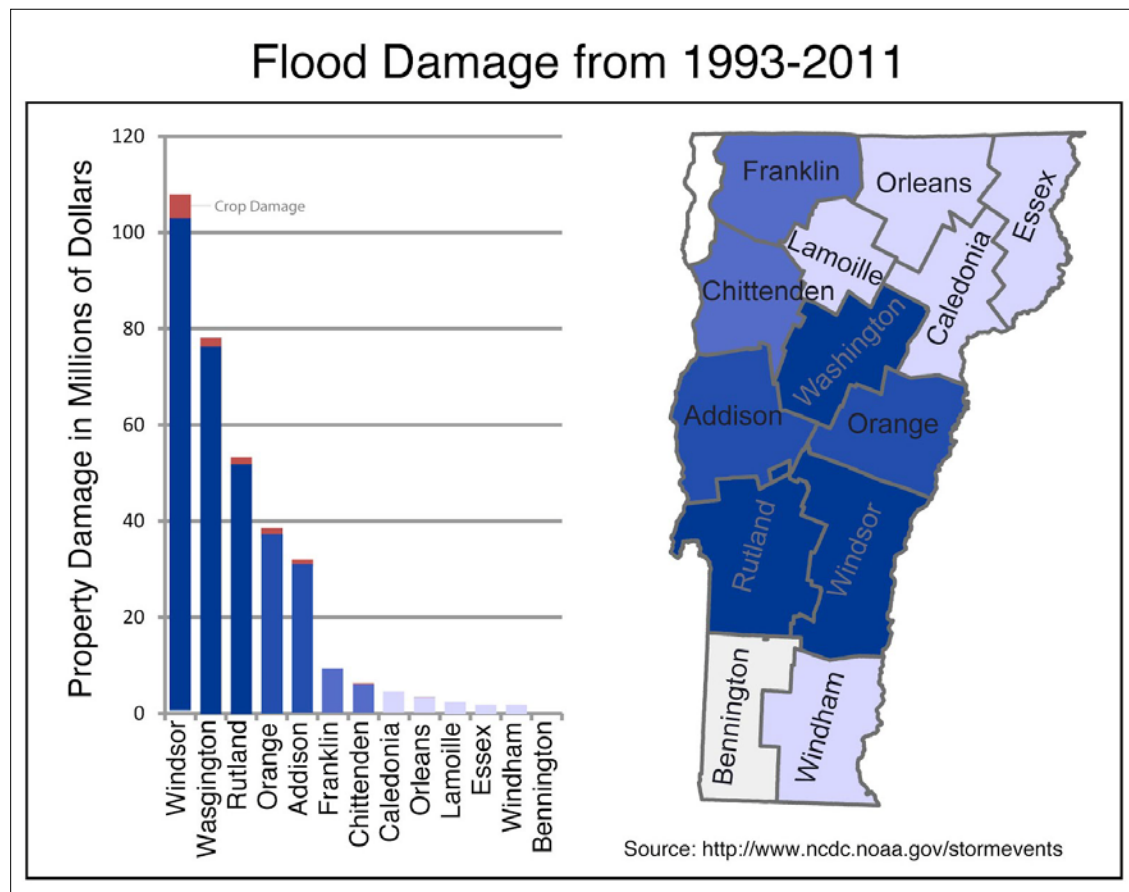 Flood Damage from 1993-2011
Property Damage in Millions of Dollars
120
100
80
60
40
20
0
Crop Damage
Windsor
Wasgington
Rutland
Orange
Addison
Franklin
Chittenden
Caledonia
Orleans
Lamoille
Essex
Windham
Bennington
Franklin
Orleans
Essex
Lamoille
Caledonia
Chittenden
Washington
Addison
Orange
Rutland
Windsor
Bennington
Windham
Source: http://www.ncdc.noaa.gov/stormevents